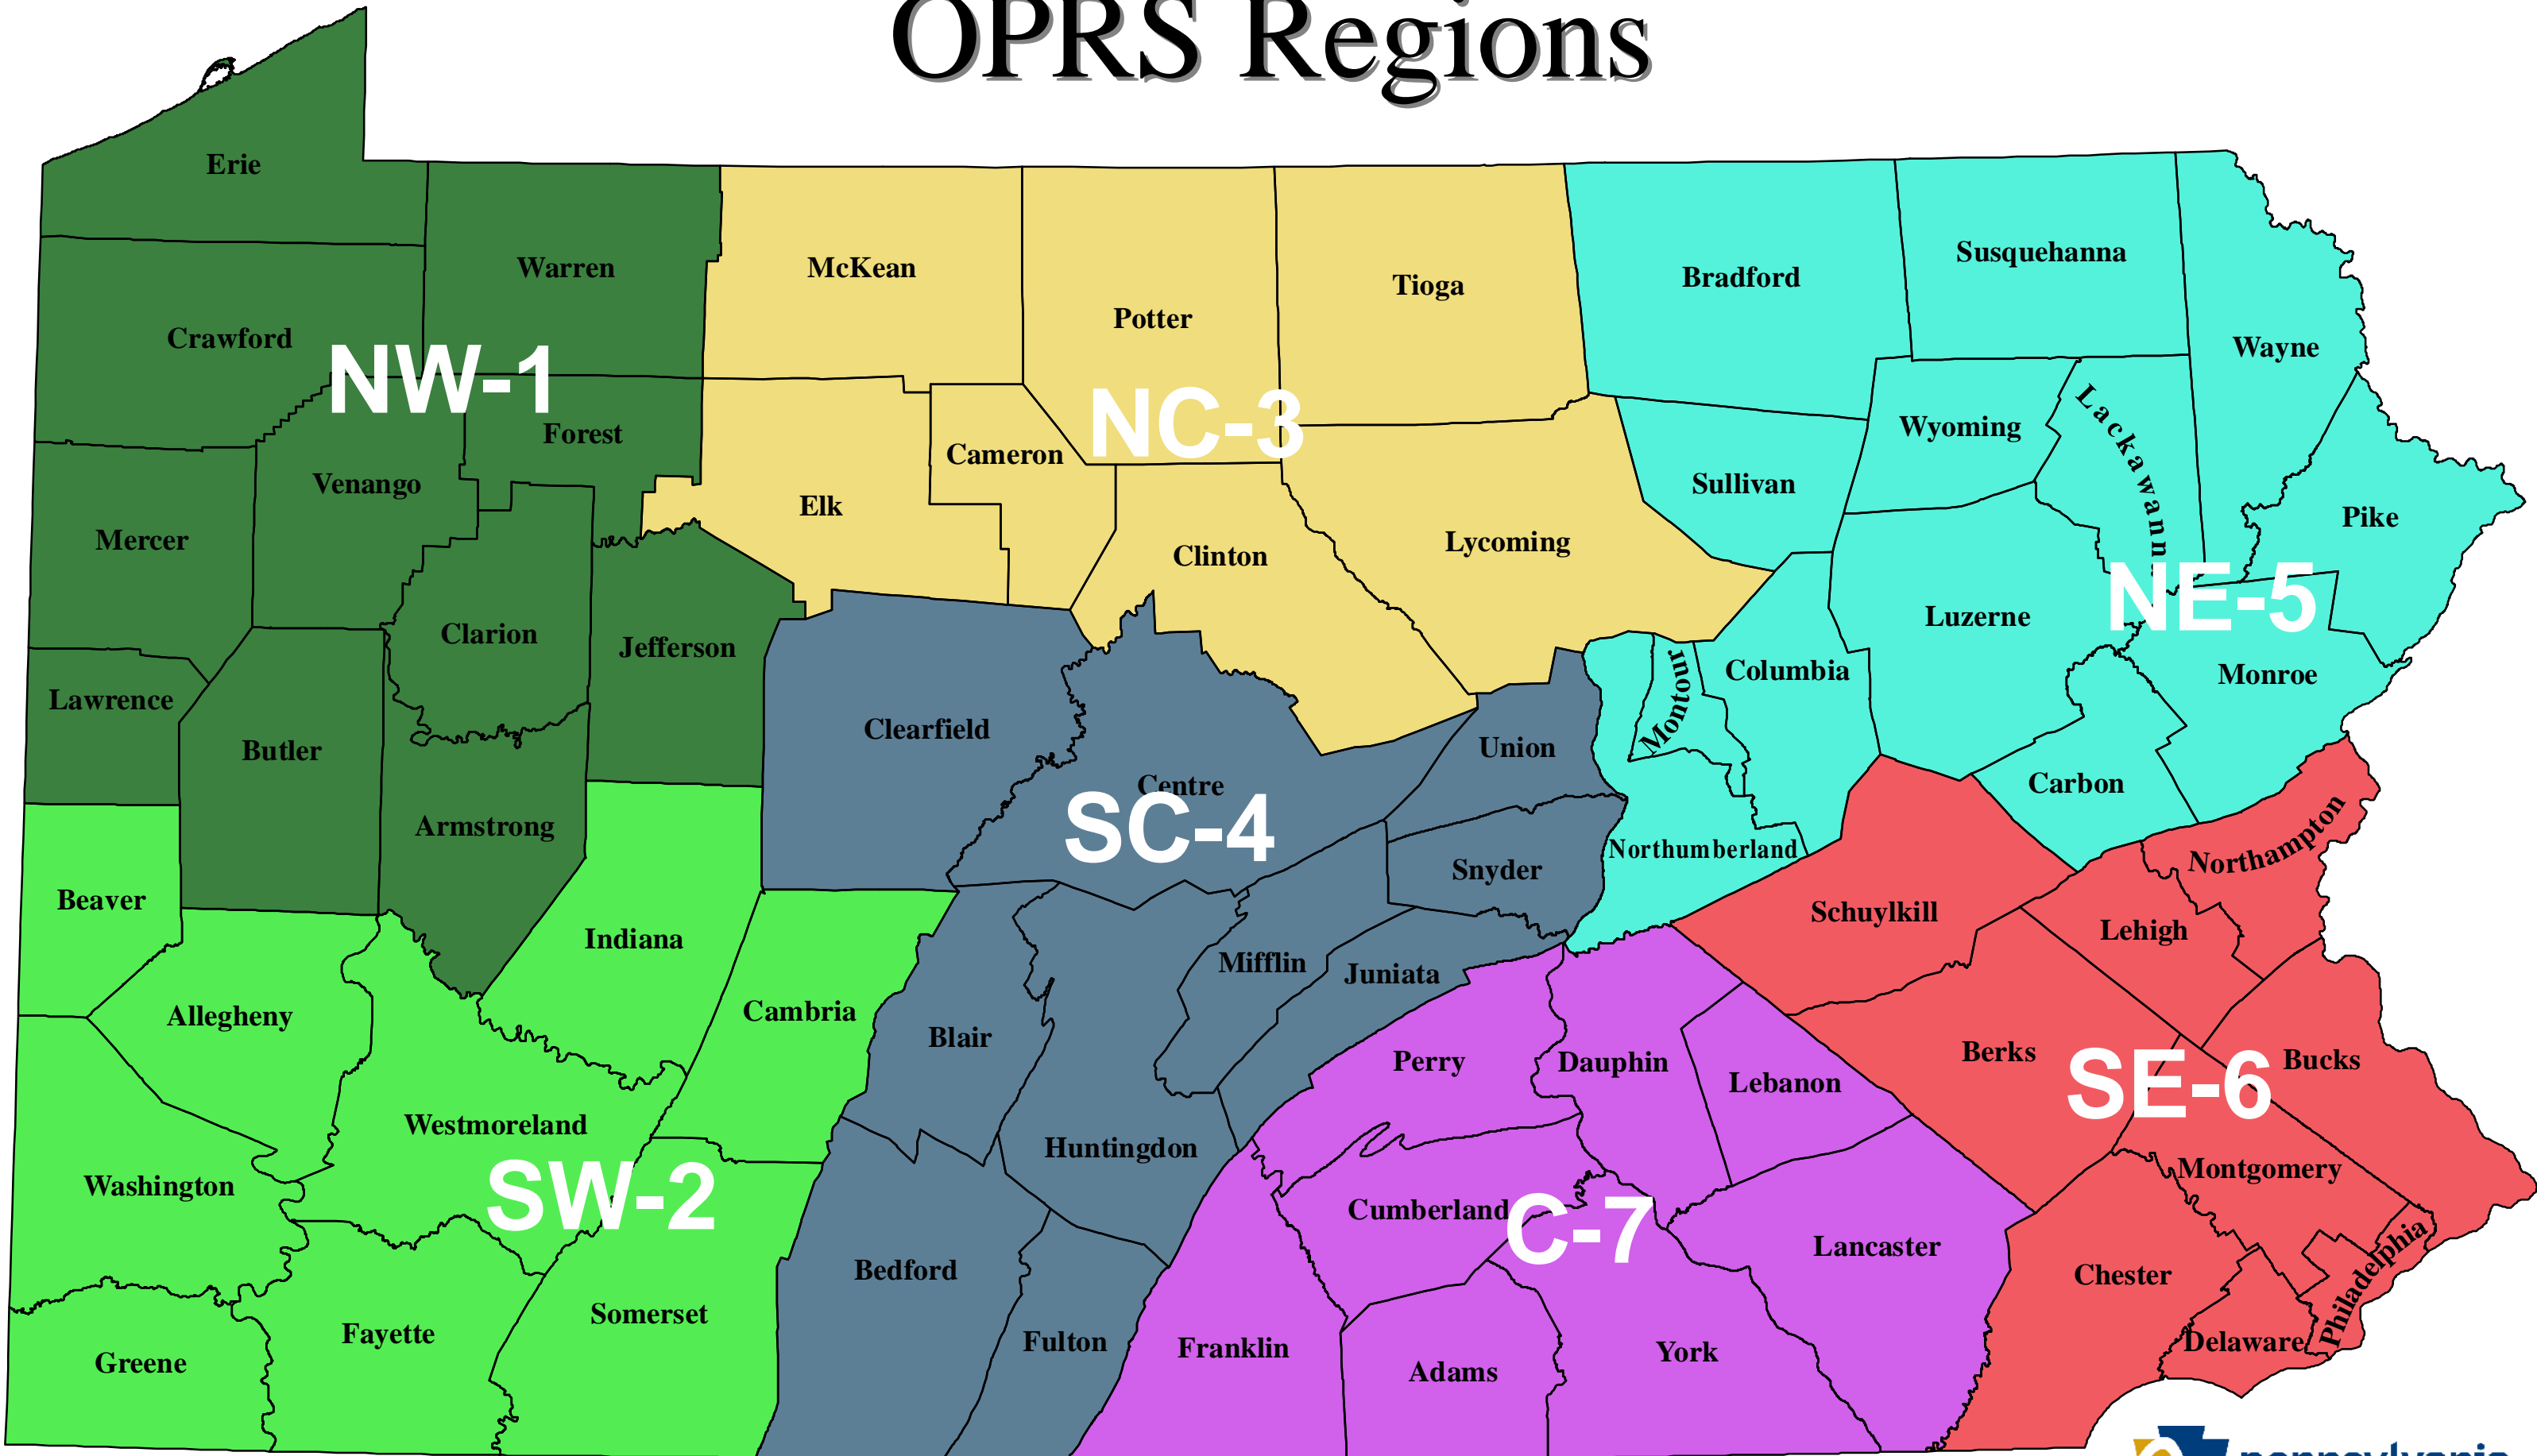 OPRS Regions
Erie
Warren
McKean
Potter
Tioga
Bradford
Susquehanna
Wayne
Crawford
NW-1
Forest
Venango
Mercer
Elk
Cameron
NC-3
Clinton
Lycoming
Sullivan
Wyoming
Lackawann
Pike
Clarion
Jefferson
Lawrence
Butler
Armstrong
Clearfield
Centre
SC-4
Union
Snyder
Montour
Columbia
Luzerne
NE-5
Monroe
Carbon
Northumberland
Northampton
Beaver
Indiana
Allegheny
Cambria
Blair
Mifflin
Juniata
Schuylkill
Lehigh
Perry
Dauphin
Lebanon
Berks
SE-6
Bucks
Westmoreland
Washington
SW-2
Huntingdon
Cumberland
C-7
Lancaster
Montgomery
Chester
Philadelphia
Delaware
Greene
Fayette
Somerset
Bedford
Fulton
Franklin
Adams
York
pennsylvania